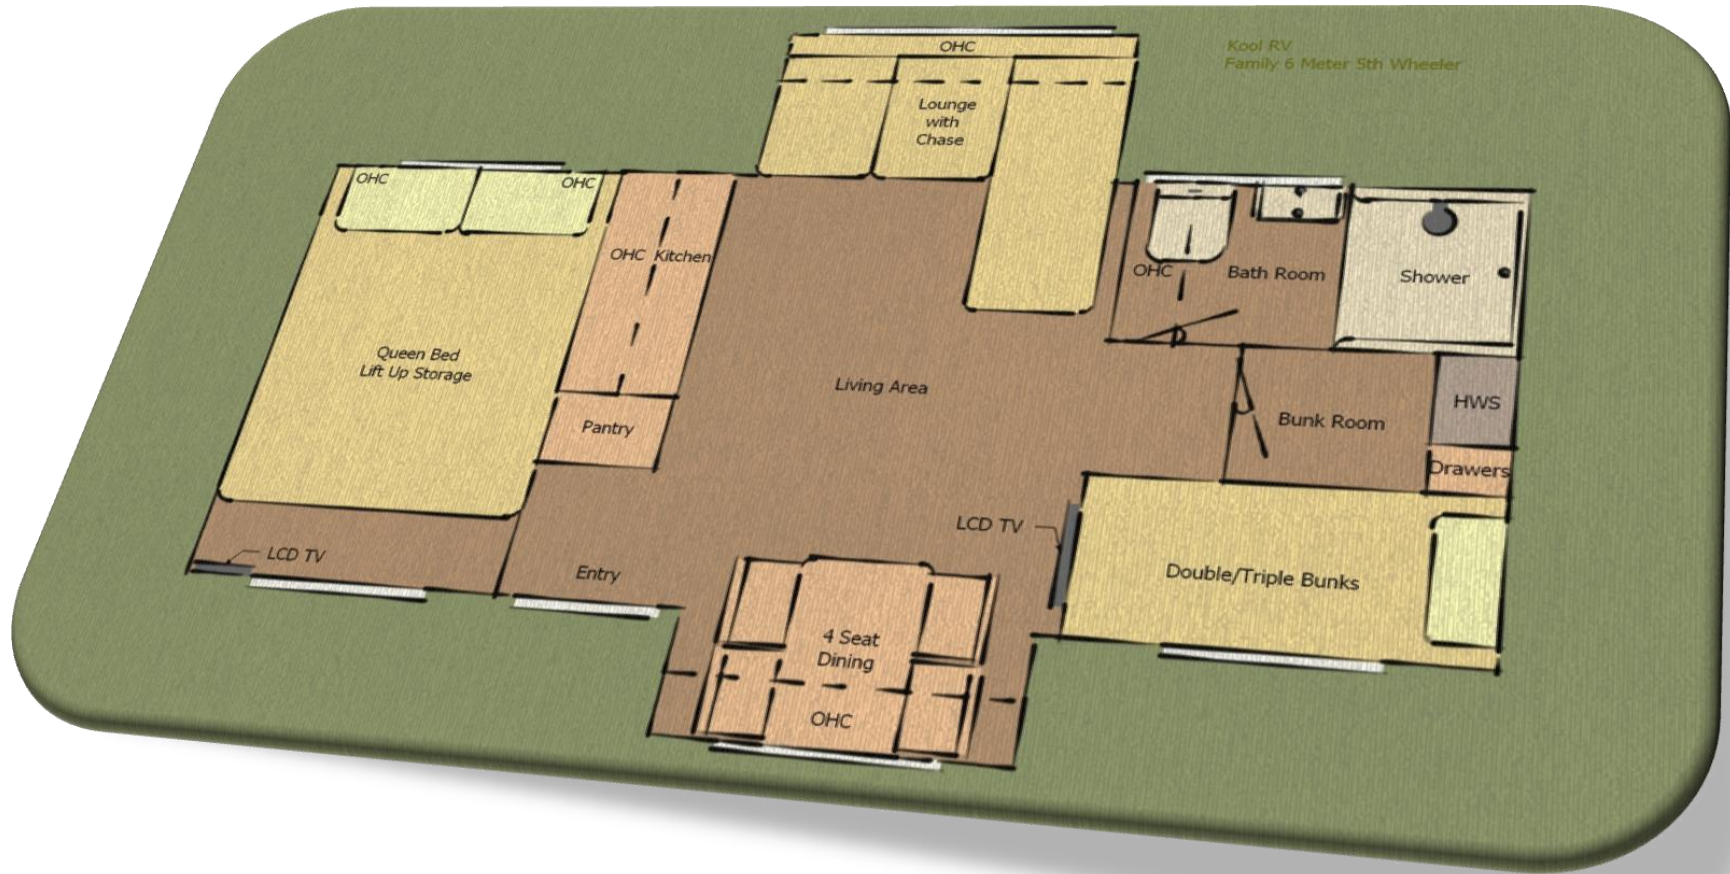 Kool RV
Family 6 Meter 5th Wheeler
OHC
Lounge
with
Chase
OHC
OHC
OHC Kitchen
OHC
Bath Room
Shower
Queen Bed
Lift Up Storage
Living Area
Pantry
Bunk Room
HWS
Drawers
LCD TV
LCD TV
Entry
Double/Triple Bunks
4 Seat
Dining
OHC